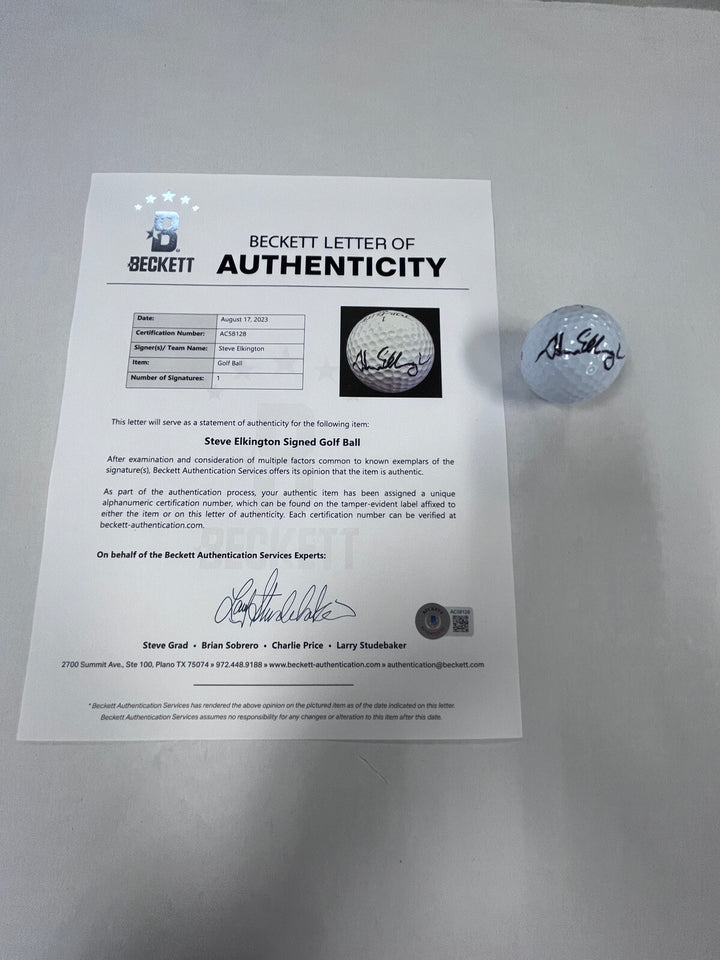 BECKETT
BECKETT LETTER OF
AUTHENTICITY
Date: August 17, 2023
Certification Number: AC58128
Signer(s)/ Team Name: Steve Elkington
Item: Golf Ball
Number of Signatures: 1
This letter will serve as a statement of authenticity for the following item:
Steve Elkington Signed Golf Ball
After examination and consideration of multiple factors common to known exemplars of the
signature(s), Beckett Authentication Services offers its opinion that the item is authentic.
As part of the authentication process, your authentic item has been assigned a unique
alphanumeric certification number, which can be found on the tamper-evident label affixed to
either the item or on this letter of authenticity. Each certification number can be verified at
beckett-authentication.com.
BECKETT
On behalf of the Beckett Authentication Services Experts:
AC58128
Steve Grad • Brian Sobrero • Charlie Price • Larry Studebaker
2700 Summit Ave., Ste 100, Plano TX 75074 » 972.448.9188 » www.beckett-authentication.com » authentication@beckett.com
* Beckett Authentication Services has rendered the above opinion on the pictured item as of the date indicated on this letter.
Beckett Authentication Services assumes no responsibility for any changes or alteration to this item after this date.